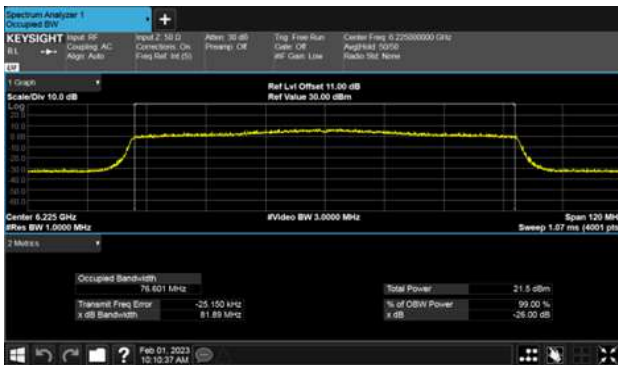 Spectrum Analyzer 1
Occupied BW
KEYSIGHT Input: RF Input Z: 50 Ω Atten: 30 dB Trig: Free Run Center Freq: 6.225000000 GHz
RL Coupling: AC Corrections: On Preamp: Off Gate: Off Avg|Hold: 50/50
Align: Auto Freq Ref: Int (S) #IF Gain: Low Radio Std: None
1 Graph
Scale/Div 10.0 dB
Ref Lvl Offset 11.00 dB
Ref Value 30.00 dBm
Log
Center 6.225 GHz #Video BW 3.0000 MHz Span 120 MH
#Res BW 1.0000 MHz Sweep 1.07 ms (4001 pts
2 Metrics
Occupied Bandwidth
76.601 MHz
Total Power 21.5 dBm
Transmit Freq Error -25.150 kHz % of OBW Power 99.00 %
x dB Bandwidth 81.89 MHz x dB -26.00 dB
Feb 01, 2023
10:10:37 AM